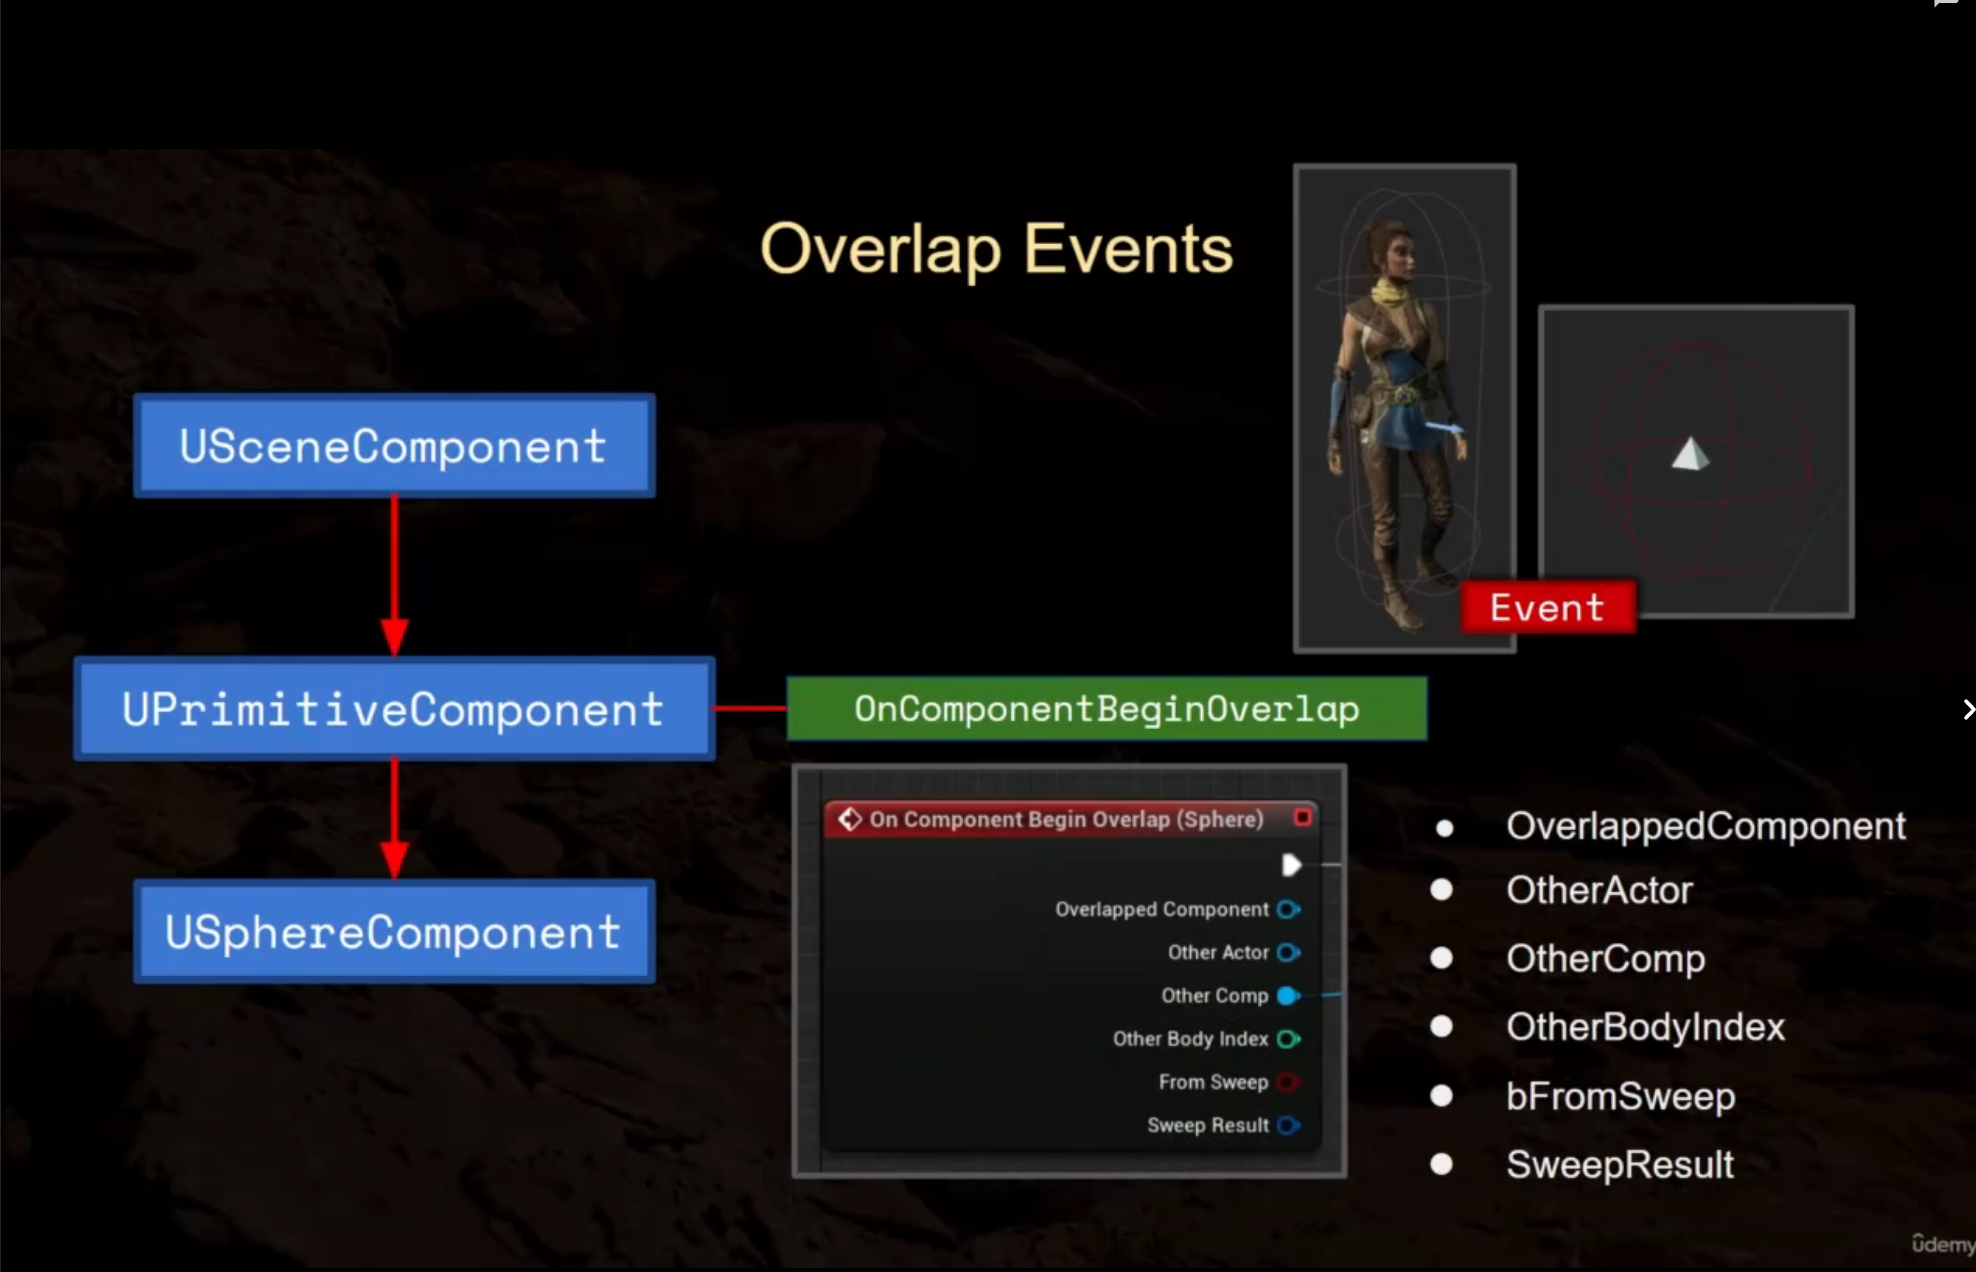 Overlap Events
USceneComponent
Event
UPrimitiveComponent
OnComponentBeginOverlap
USphereComponent
On Component Begin Overlap (Sphere)
Overlapped Component
Other Actor
Other Comp
Other Body Index
From Sweep
Sweep Result
OverlappedComponent
OtherActor
OtherComp
OtherBodyIndex
bFromSweep
SweepResult
ûdemy